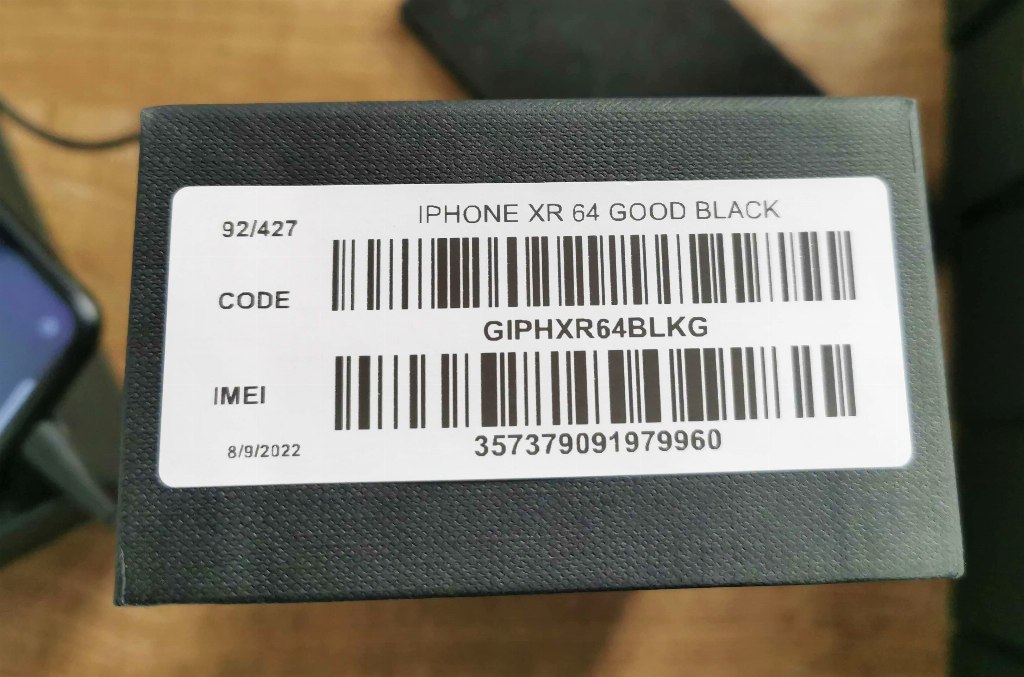 IPHONE XR 64 GOOD BLACK
92/427
CODE
GIPHXR64BLKG
IMEI
357379091979960
8/9/2022